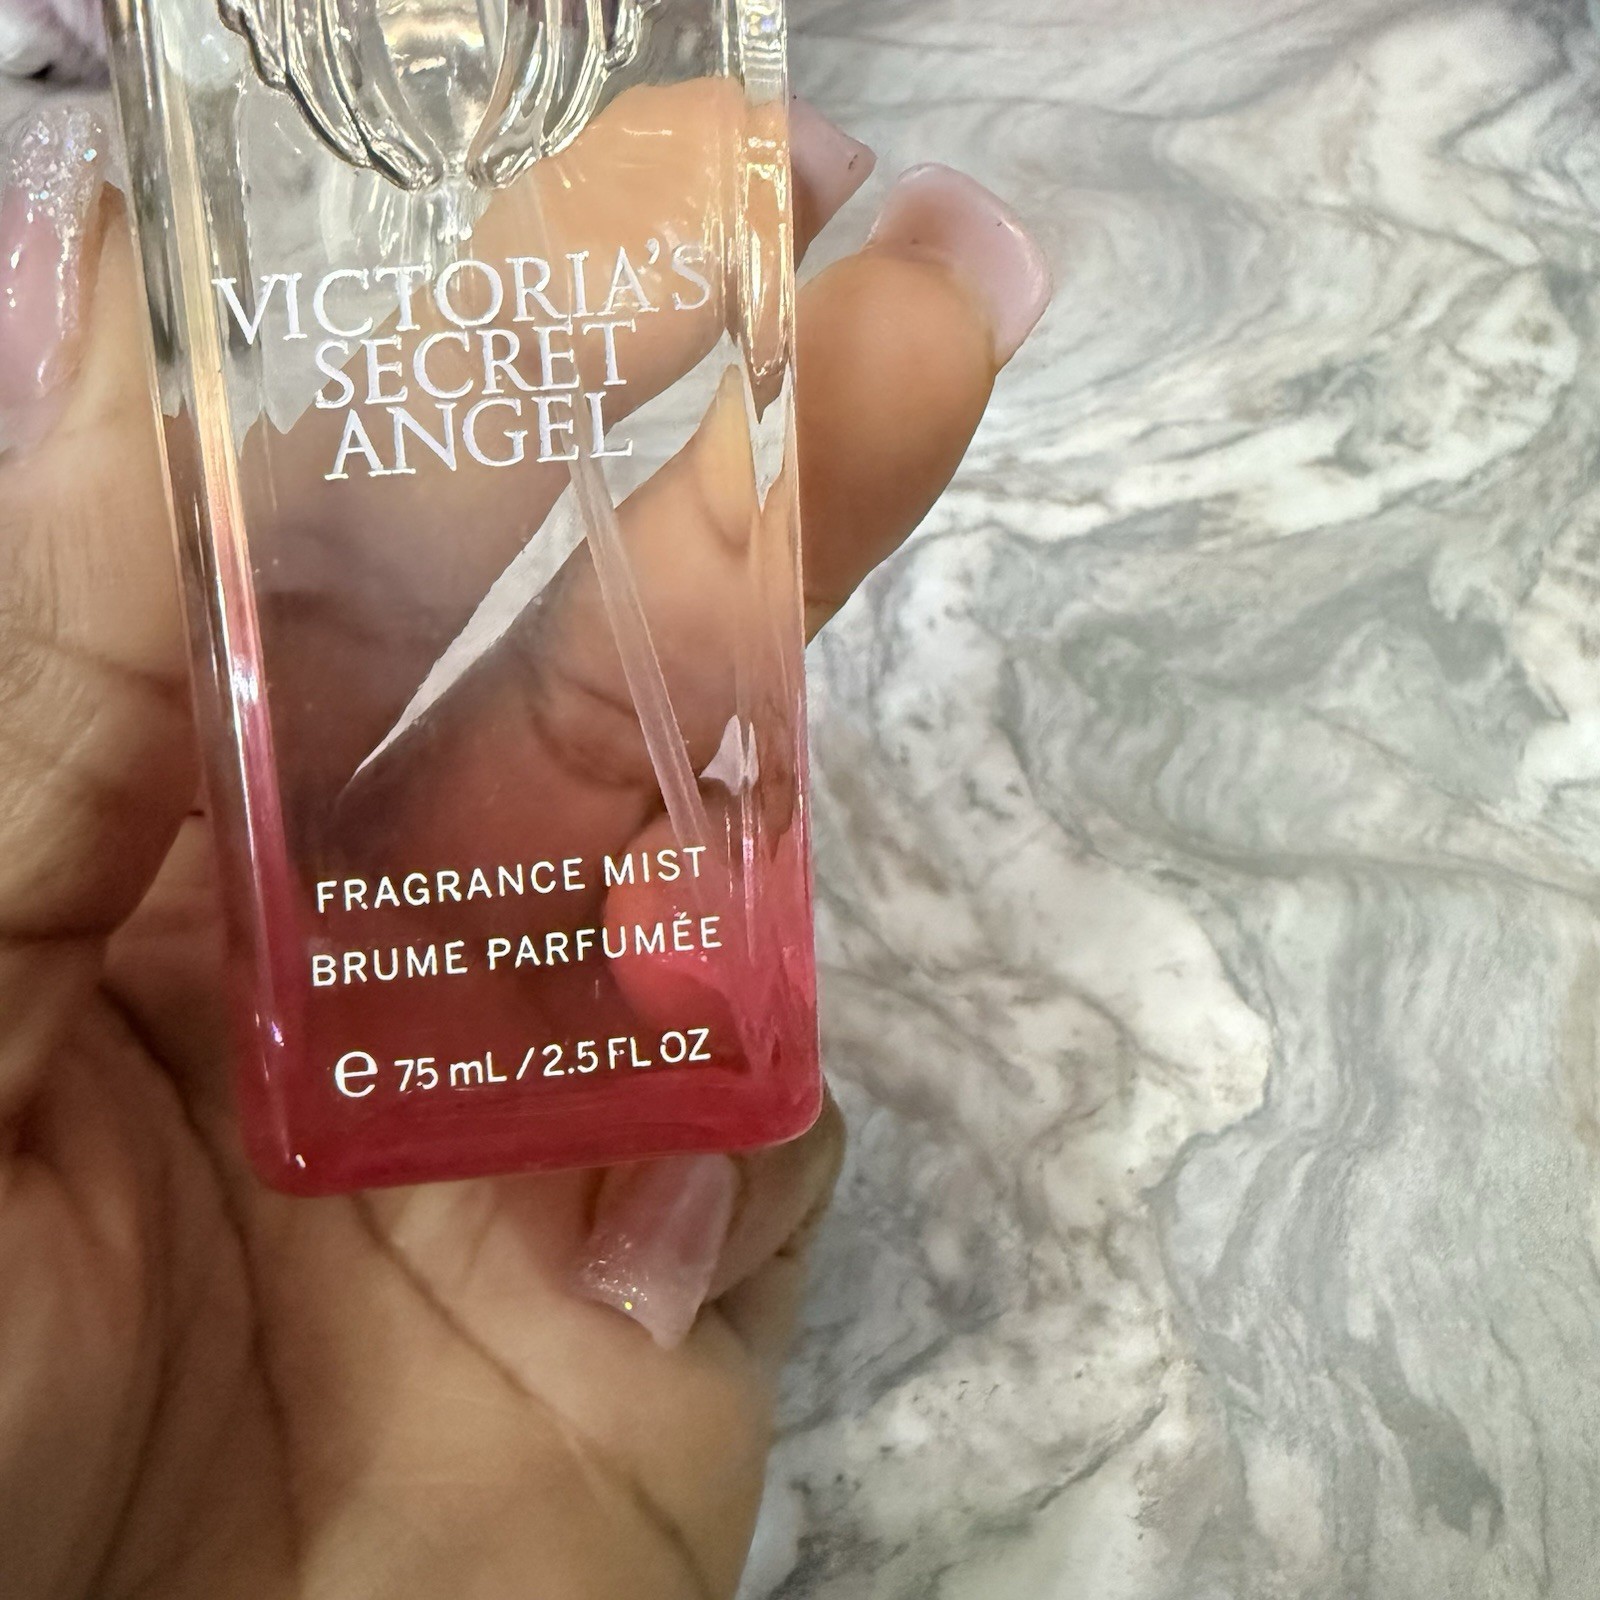 VICTORIA'S
SECRET
ANGEL
FRAGRANCE MIST
BRUME PARFUMÉE
℮ 75 mL / 2.5 FL OZ